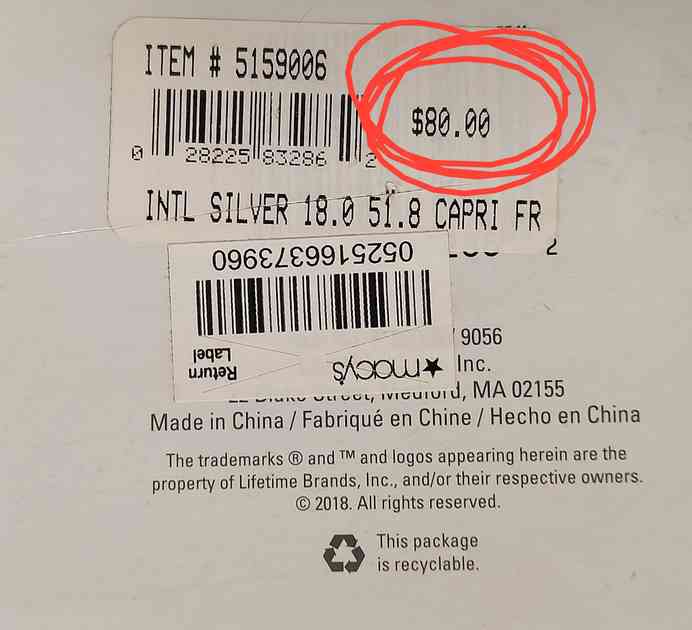 ITEM # 5159006
$80.00
0 28225 83286 2
INTL SILVER 18.0 51.8 CAPRI FR
0525166373960
Return
Label
macy's
9056
Inc.
Street, Medford, MA 02155
Made in China / Fabriqué en Chine / Hecho en China
The trademarks ® and ™ and logos appearing herein are the
property of Lifetime Brands, Inc., and/or their respective owners.
© 2018. All rights reserved.
This package
is recyclable.